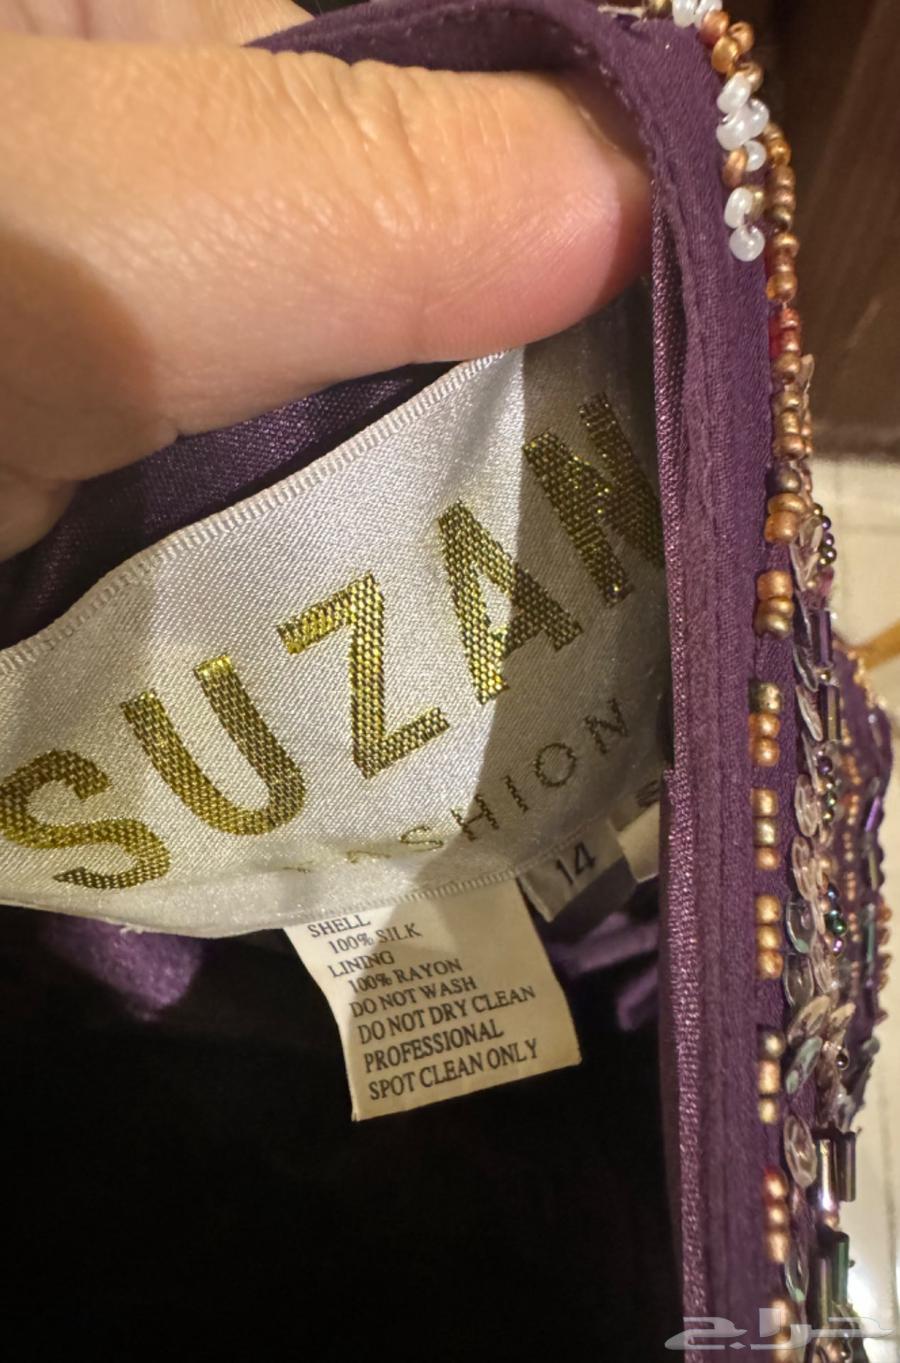 SUZAN
FASHION
14
SHELL
100% SILK
LINING
100% RAYON
DO NOT WASH
DO NOT DRY CLEAN
PROFESSIONAL
SPOT CLEAN ONLY
حراج